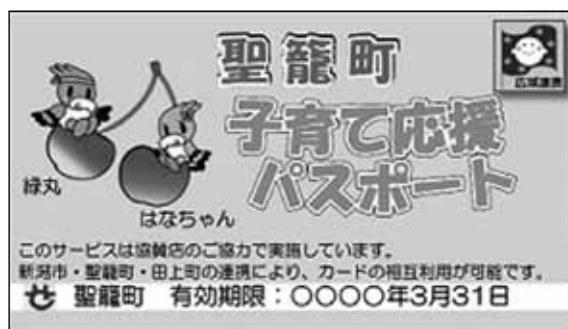 聖籠町
子育て応援
パスポート
広域連携
緑丸
はなちゃん
このサービスは協賛店のご協力で実施しています。
新潟市・聖籠町・田上町の連携により、カードの相互利用が可能です。
聖籠町 有効期限：〇〇〇〇年3月31日